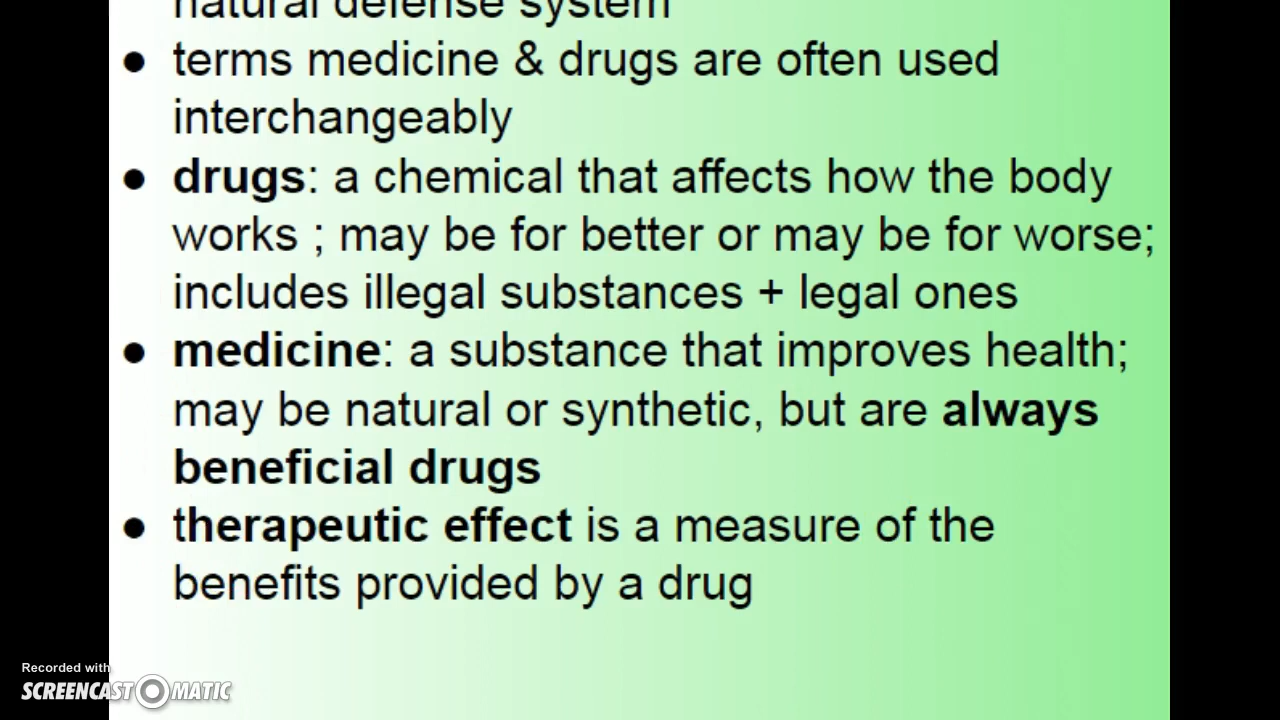 natural defense system
● terms medicine & drugs are often used
interchangeably
● drugs: a chemical that affects how the body
works ; may be for better or may be for worse;
includes illegal substances + legal ones
● medicine: a substance that improves health;
may be natural or synthetic, but are always
beneficial drugs
● therapeutic effect is a measure of the
benefits provided by a drug
Recorded with
SCREENCAST-O-MATIC